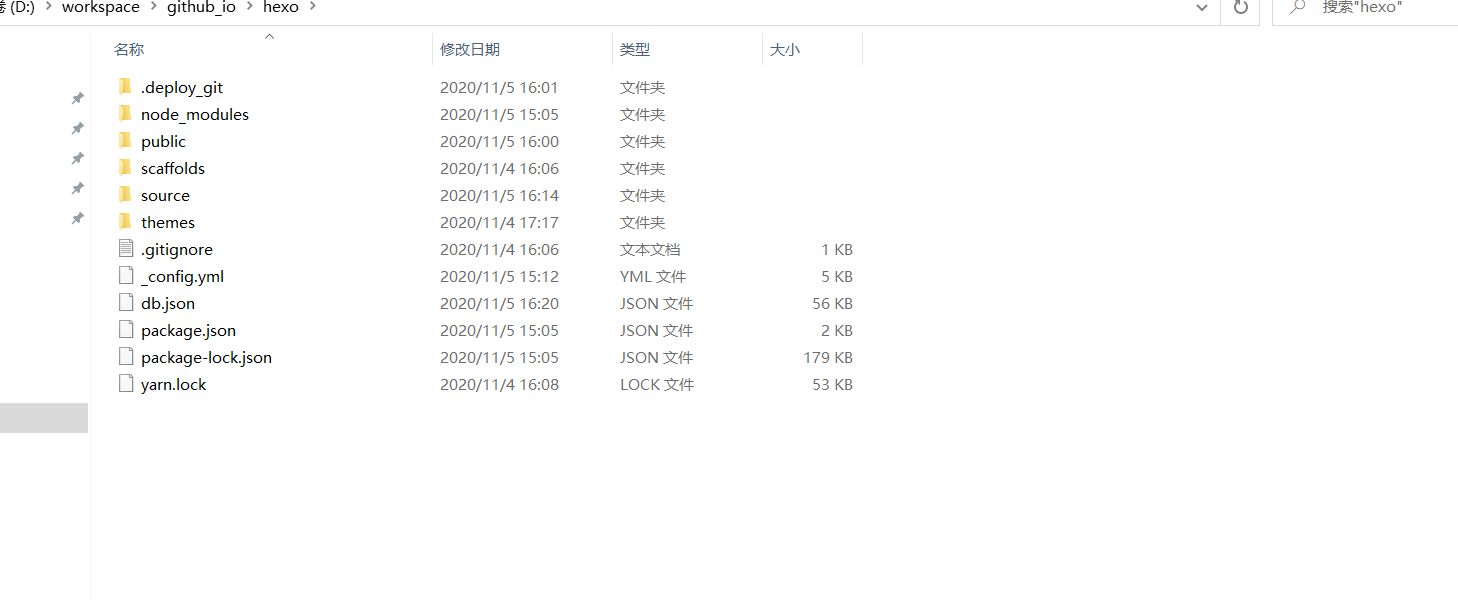 (D:) workspace github_io hexo 搜索"hexo"
名称 修改日期 类型 大小
.deploy_git 2020/11/5 16:01 文件夹
node_modules 2020/11/5 15:05 文件夹
public 2020/11/5 16:00 文件夹
scaffolds 2020/11/4 16:06 文件夹
source 2020/11/5 16:14 文件夹
themes 2020/11/4 17:17 文件夹
.gitignore 2020/11/4 16:06 文本文档 1 KB
_config.yml 2020/11/5 15:12 YML 文件 5 KB
db.json 2020/11/5 16:20 JSON 文件 56 KB
package.json 2020/11/5 15:05 JSON 文件 2 KB
package-lock.json 2020/11/5 15:05 JSON 文件 179 KB
yarn.lock 2020/11/4 16:08 LOCK 文件 53 KB